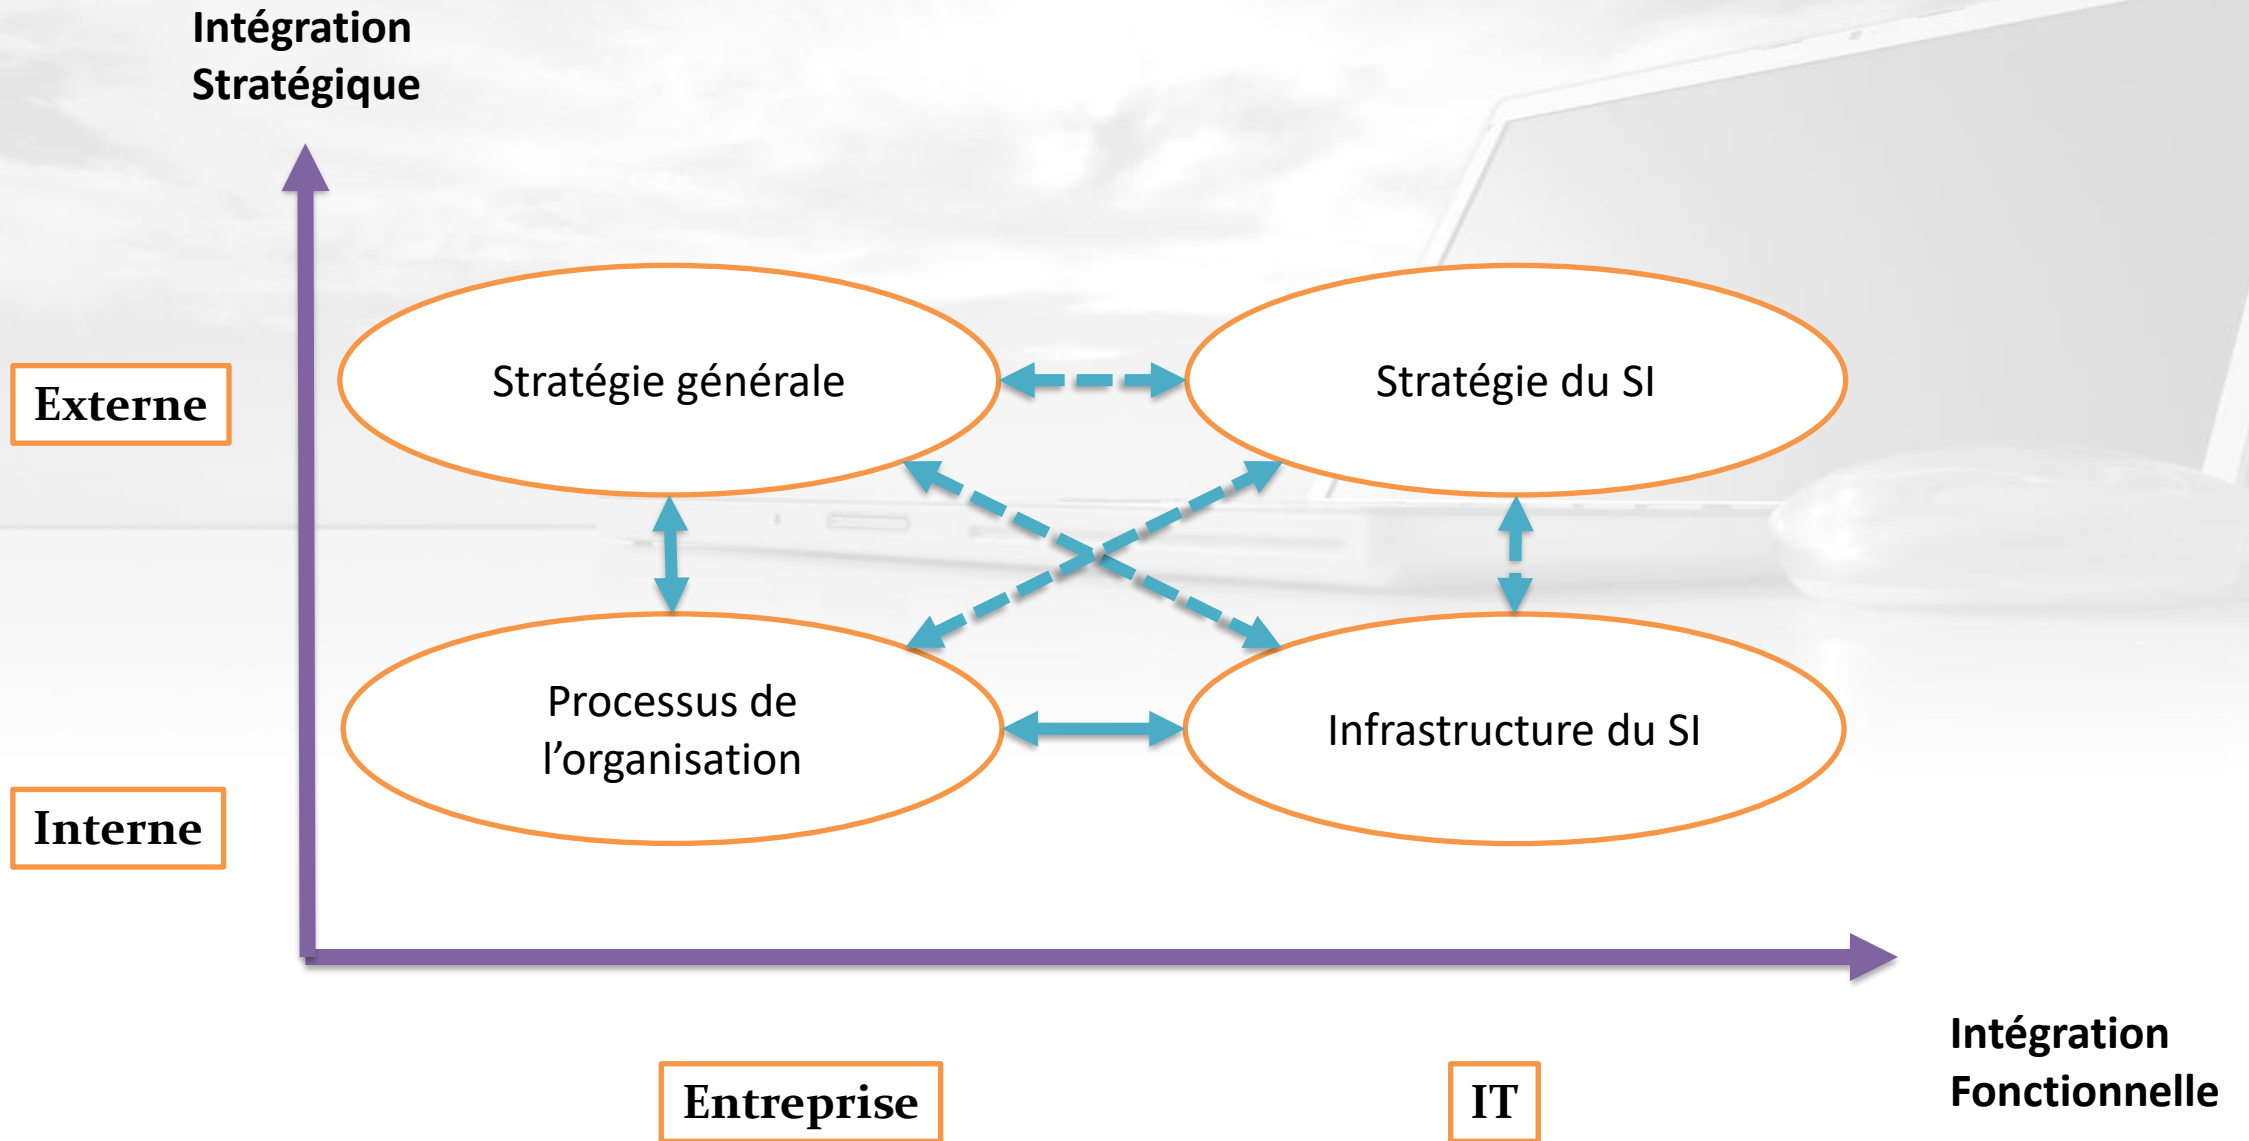 Intégration
Stratégique
Externe
Stratégie générale
Stratégie du SI
Processus de
l’organisation
Infrastructure du SI
Interne
Intégration
Fonctionnelle
Entreprise
IT